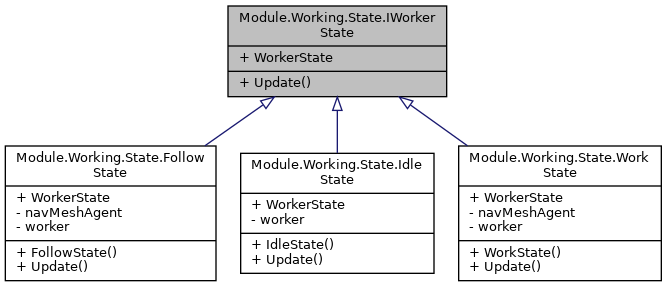 Module.Working.State.IWorker
State
+ WorkerState
+ Update()
Module.Working.State.Follow
State
+ WorkerState
- navMeshAgent
- worker
+ FollowState()
+ Update()
Module.Working.State.Idle
State
+ WorkerState
- worker
+ IdleState()
+ Update()
Module.Working.State.Work
State
+ WorkerState
- navMeshAgent
- worker
+ WorkState()
+ Update()